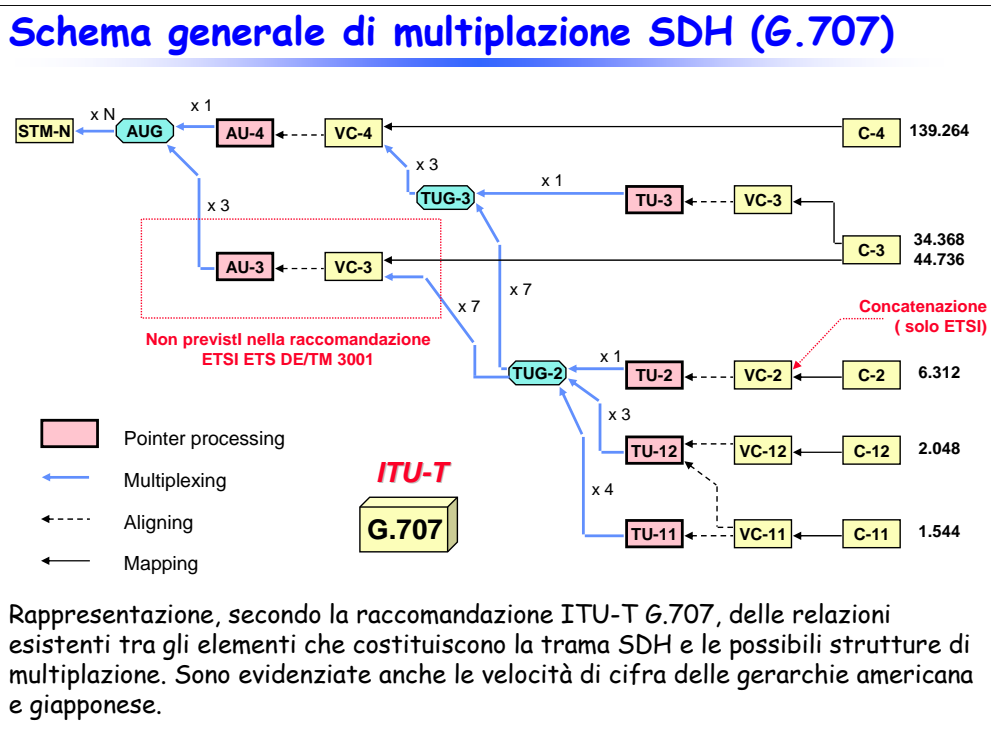 Schema generale di multiplazione SDH (G.707)
STM-N
x N
AUG
x 1
AU-4
VC-4
C-4
139.264
x 3
TUG-3
x 1
TU-3
VC-3
x 3
C-3
34.368
44.736
AU-3
VC-3
x 7
x 7
Non previstI nella raccomandazione
ETSI ETS DE/TM 3001
Concatenazione
( solo ETSI)
TUG-2
x 1
TU-2
VC-2
C-2
6.312
x 3
TU-12
VC-12
C-12
2.048
x 4
TU-11
VC-11
C-11
1.544
Pointer processing
Multiplexing
Aligning
Mapping
ITU-T
G.707
Rappresentazione, secondo la raccomandazione ITU-T G.707, delle relazioni
esistenti tra gli elementi che costituiscono la trama SDH e le possibili strutture di
multiplazione. Sono evidenziate anche le velocità di cifra delle gerarchie americana
e giapponese.